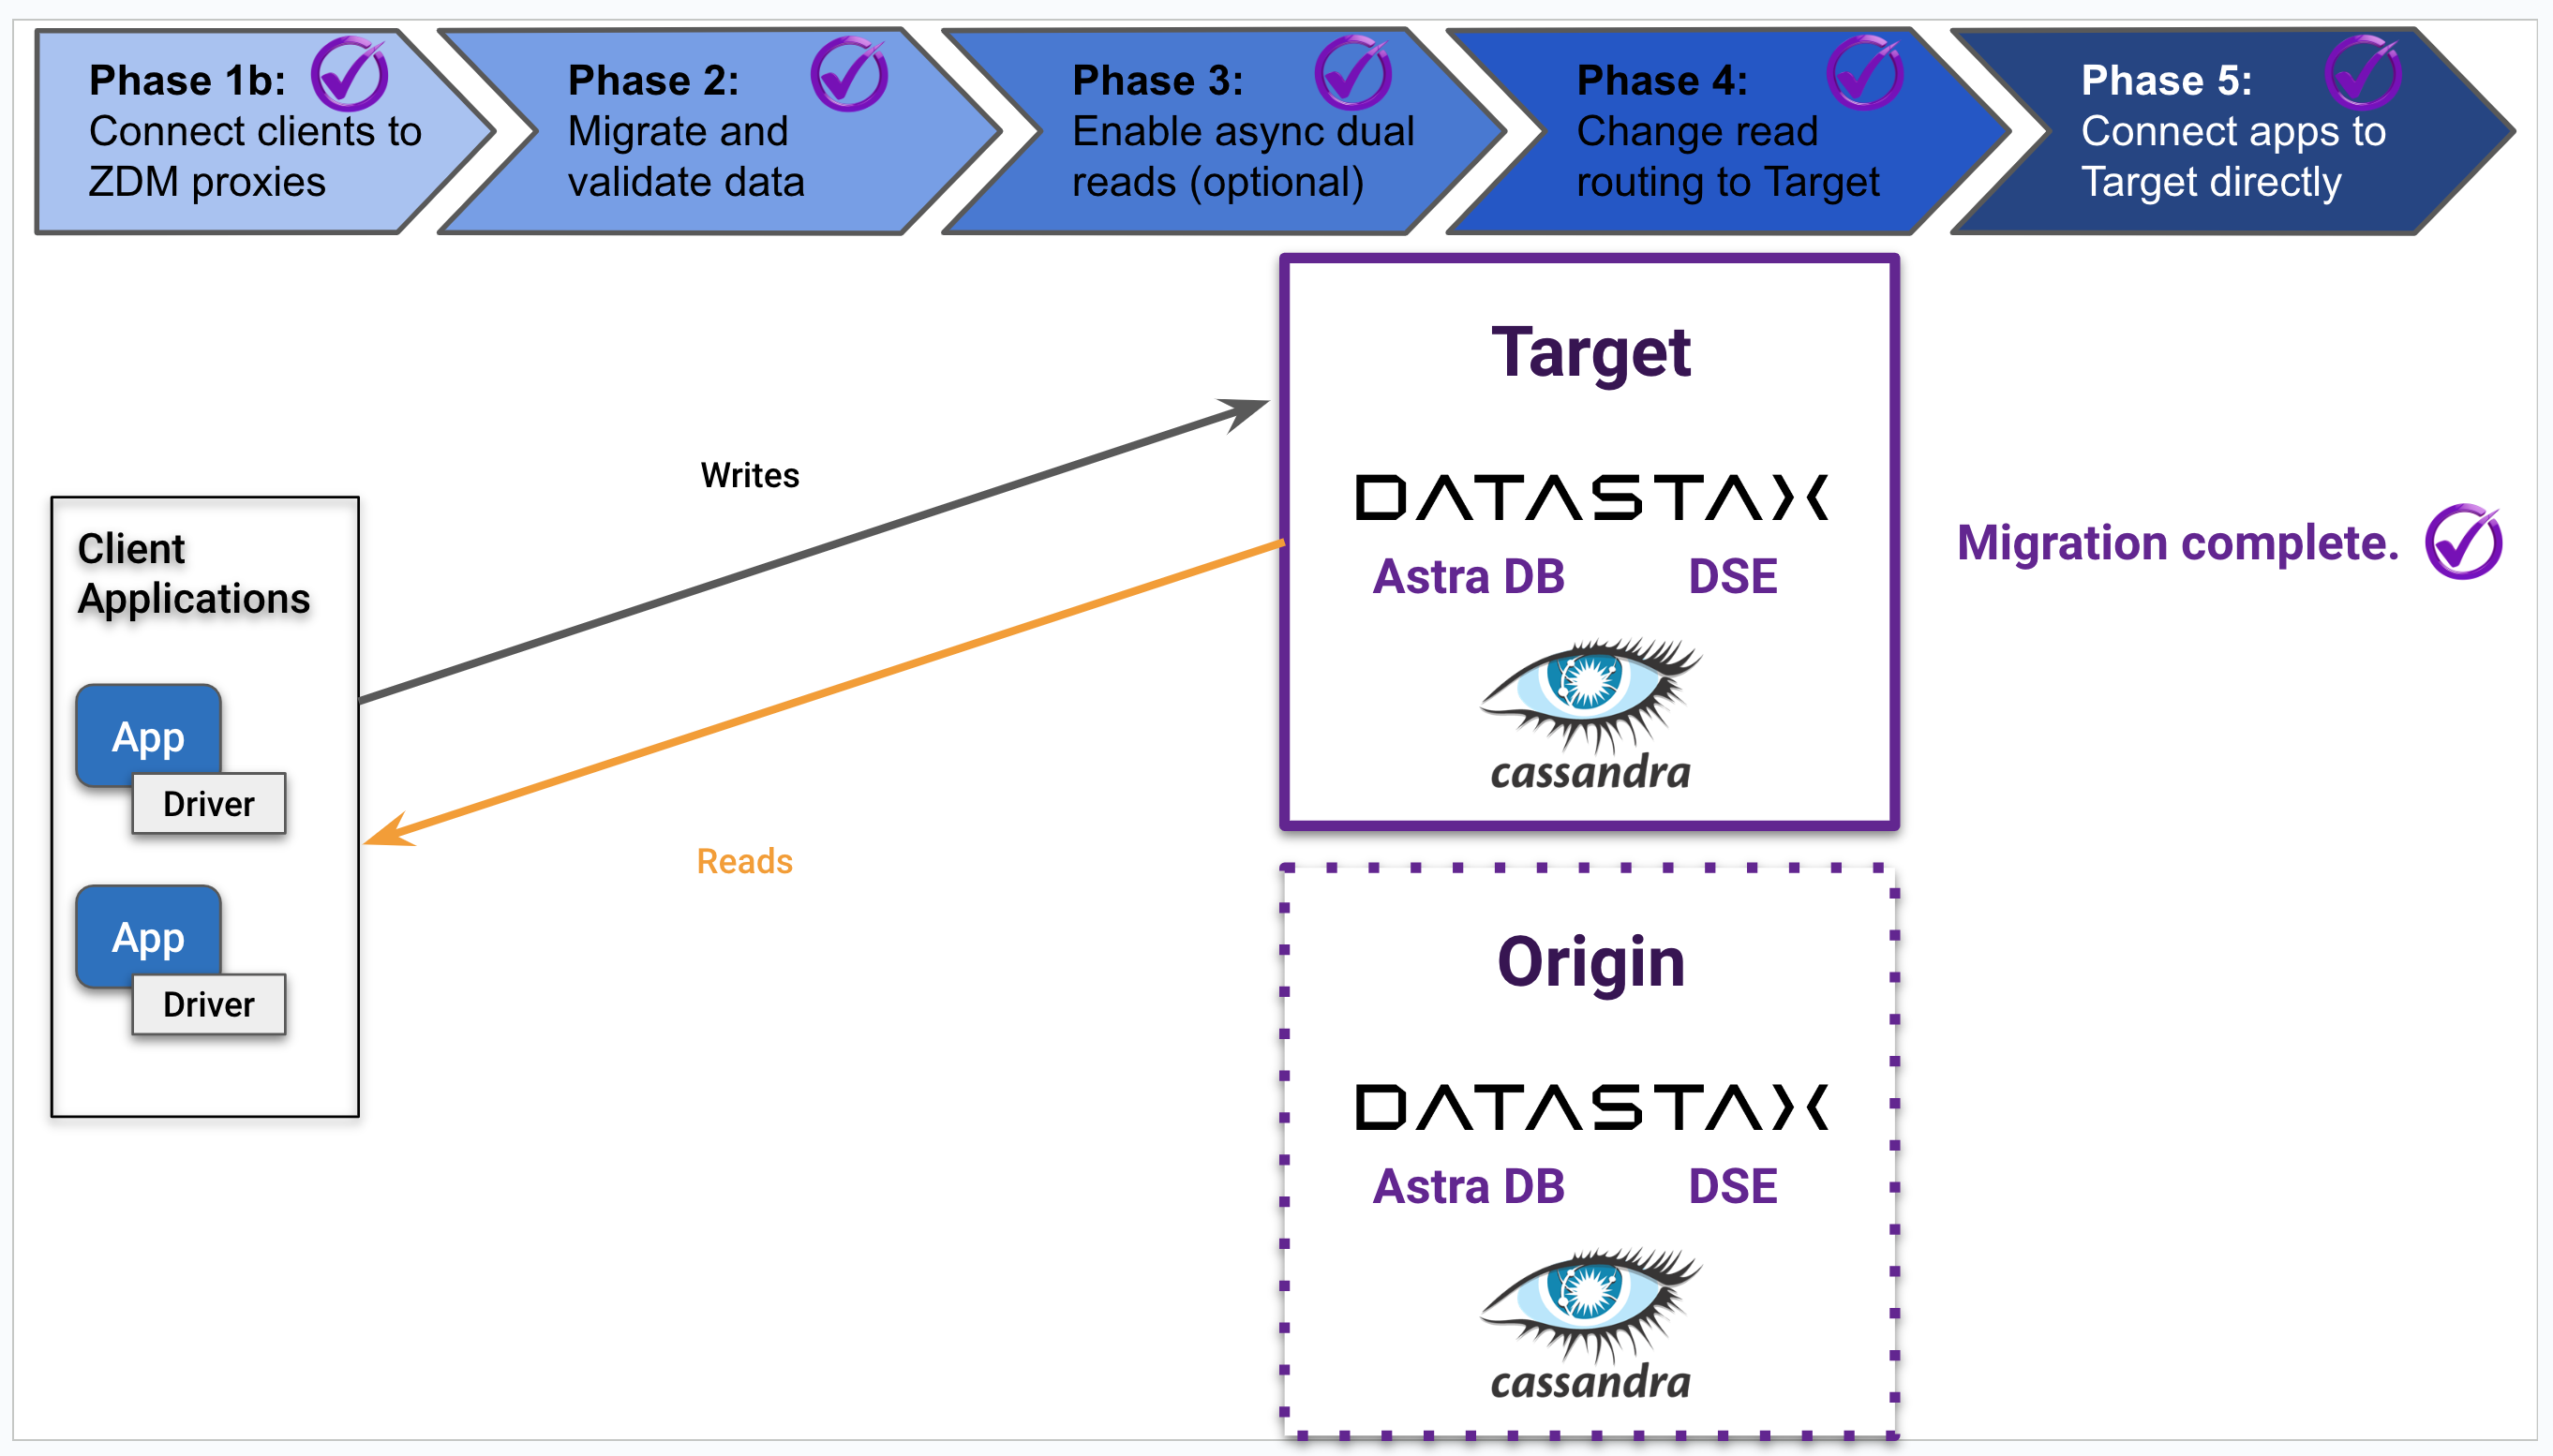 Phase 1b:
Connect clients to
ZDM proxies
Phase 2:
Migrate and
validate data
Phase 3:
Enable async dual
reads (optional)
Phase 4:
Change read
routing to Target
Phase 5:
Connect apps to
Target directly
Target
DATASTAX
Astra DB DSE
cassandra
Writes
Reads
Client
Applications
App
Driver
App
Driver
Migration complete.
Origin
DATASTAX
Astra DB DSE
cassandra